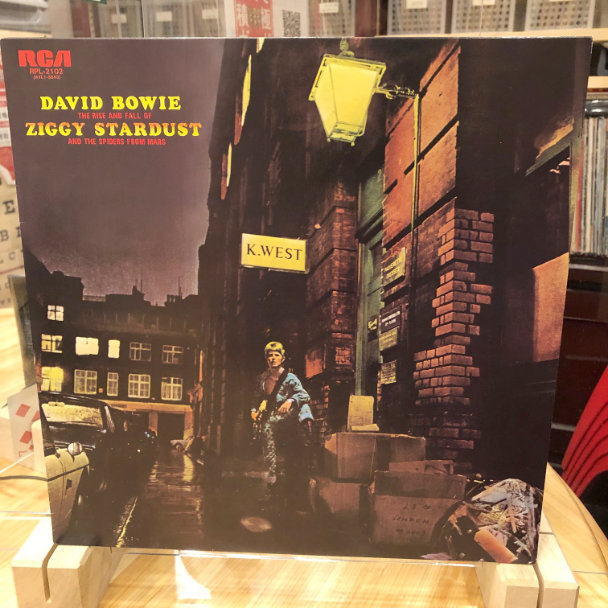 RCA
RPL-2102
DAVID BOWIE
THE RISE AND FALL OF
ZIGGY STARDUST
AND THE SPIDERS FROM MARS
K.WEST